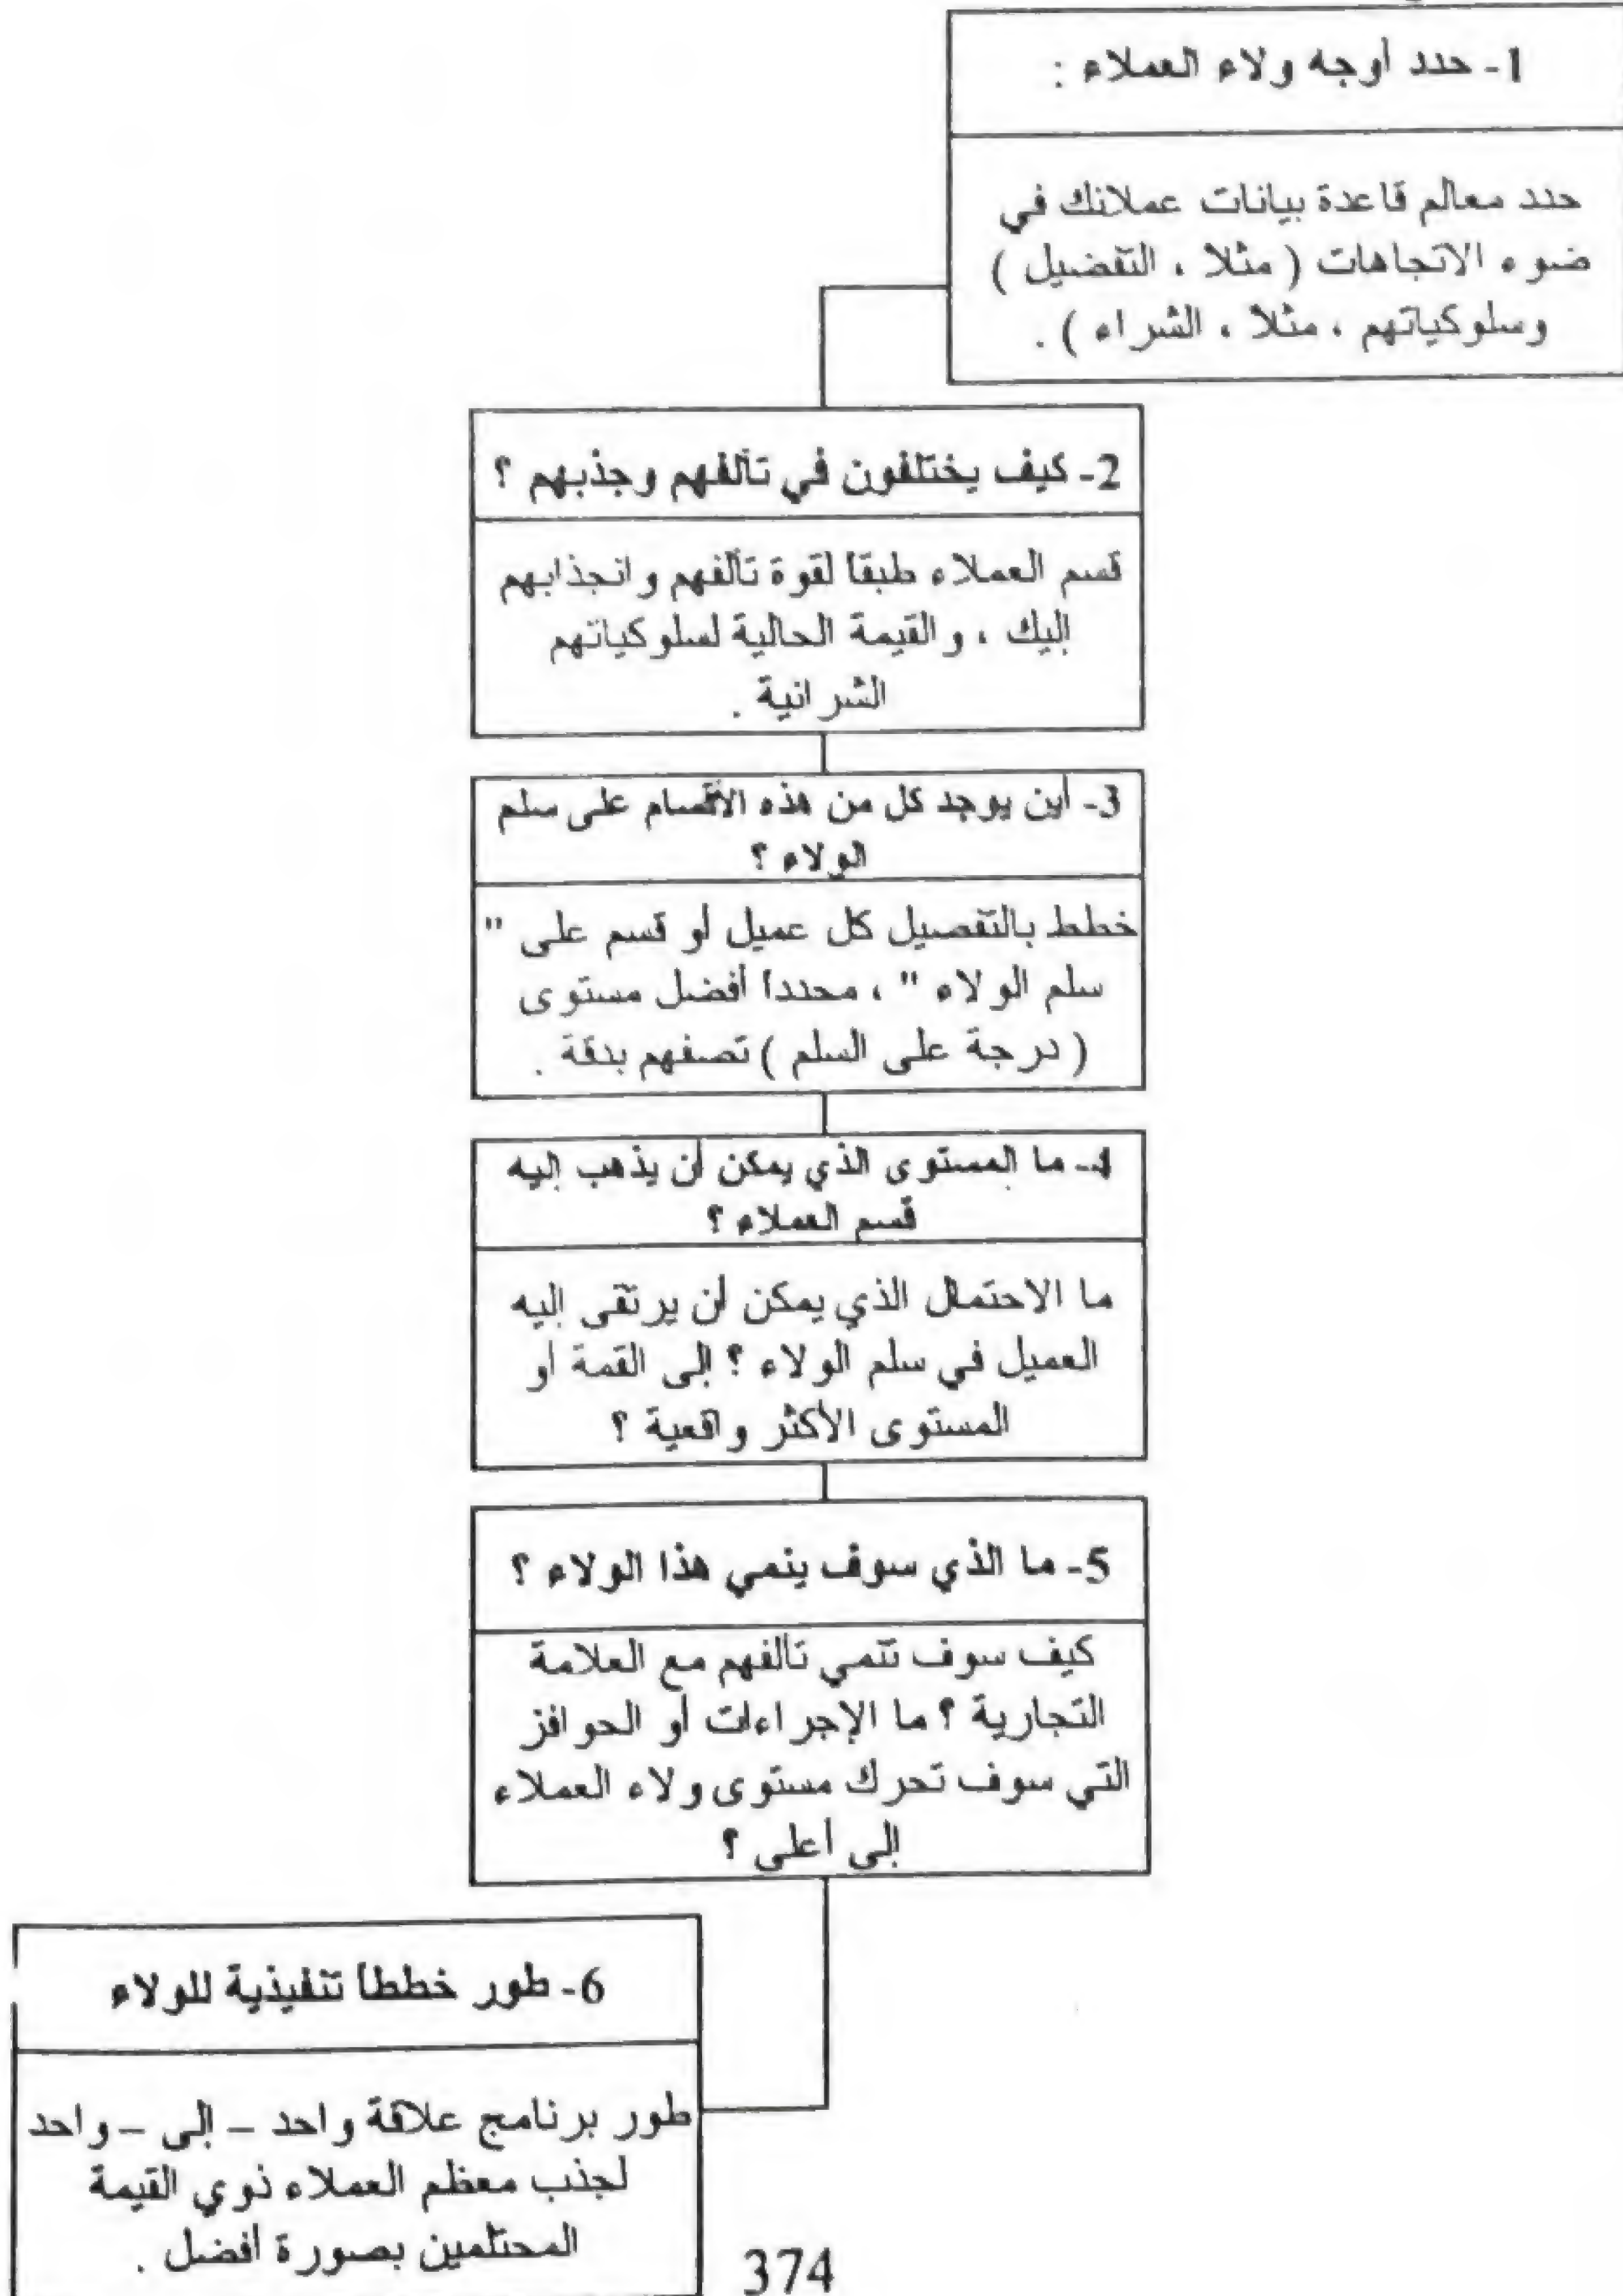 1- حدد أوجه ولاء العملاء :
حدد معالم قاعدة بيانات عملائك في
ضوء الاتجاهات ( مثلا ، التفضيل )
وسلوكياتهم ، مثلا ، الشراء ) .
2- كيف يختلفون في تآلفهم وجذبهم ؟
قسم العملاء طبقا لقوة تآلفهم وانجذابهم
إليك ، والقيمة الحالية لسلوكياتهم
الشرائية .
3- أين يوجد كل من هذه الأقسام على سلم
الولاء ؟
خطط بالتفصيل كل عميل أو قسم على "
سلم الولاء " ، محددا أفضل مستوى
( درجة على السلم ) تصفهم بدقة .
4- ما المستوى الذي يمكن أن يذهب إليه
قسم العملاء ؟
ما الاحتمال الذي يمكن أن يرتقى إليه
العميل في سلم الولاء ؟ إلى القمة أو
المستوى الأكثر واقعية ؟
5- ما الذي سوف ينمي هذا الولاء ؟
كيف سوف تنمي تآلفهم مع العلامة
التجارية ؟ ما الإجراءات أو الحوافز
التي سوف تحرك مستوى ولاء العملاء
إلى أعلى ؟
6- طور خططا تنفيذية للولاء
طور برنامج علاقة واحد – إلى – واحد
لجذب معظم العملاء ذوي القيمة
المحتلمين بصورة أفضل .
374